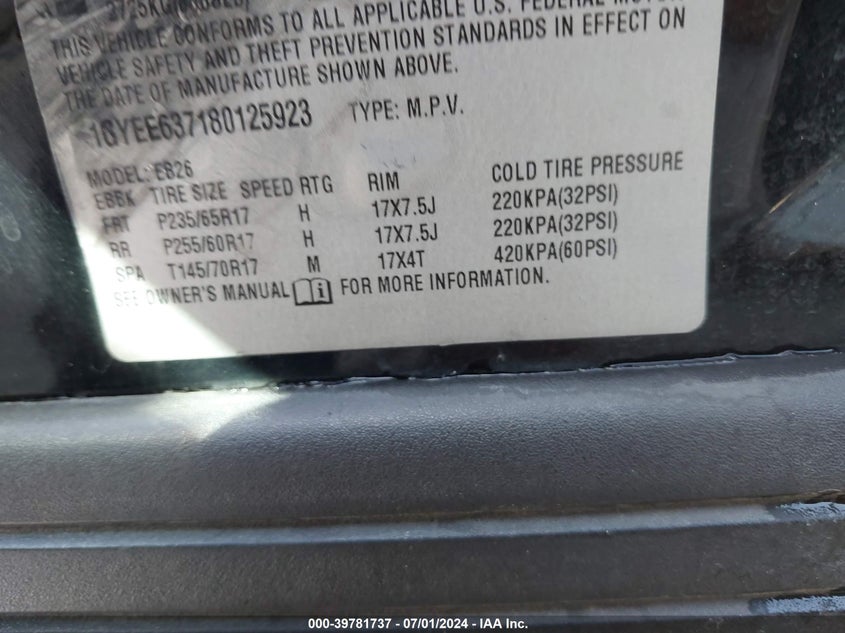 THIS VEHICLE CONFORMS TO ALL APPLICABLE U.S. FEDERAL MOTOR
VEHICLE SAFETY AND THEFT PREVENTION STANDARDS IN EFFECT ON
THE DATE OF MANUFACTURE SHOWN ABOVE.
1GYEE637180125923 TYPE: M.P.V.
MODEL: E826
EBBK TIRE SIZE SPEED RTG RIM COLD TIRE PRESSURE
FRT P235/65R17 H 17X7.5J 220KPA(32PSI)
RR P255/60R17 H 17X7.5J 220KPA(32PSI)
SPA T145/70R17 M 17X4T 420KPA(60PSI)
SEE OWNER'S MANUAL FOR MORE INFORMATION.
000-39781737 - 07/01/2024 - IAA Inc.